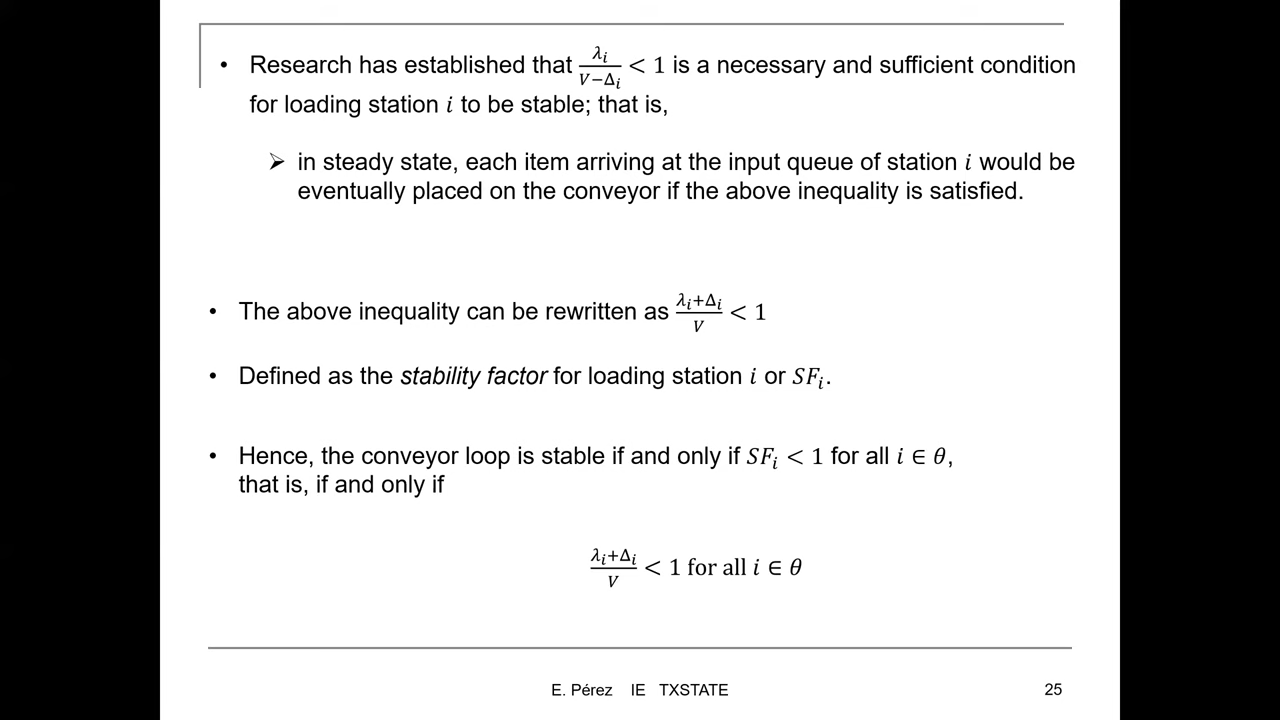 • Research has established that λᵢ/(V−Δᵢ) < 1 is a necessary and sufficient condition
for loading station i to be stable; that is,
➢ in steady state, each item arriving at the input queue of station i would be
eventually placed on the conveyor if the above inequality is satisfied.
• The above inequality can be rewritten as (λᵢ+Δᵢ)/V < 1
• Defined as the stability factor for loading station i or SFᵢ.
• Hence, the conveyor loop is stable if and only if SFᵢ < 1 for all i ∈ θ,
that is, if and only if
(λᵢ+Δᵢ)/V < 1 for all i ∈ θ
E. Pérez IE TXSTATE 25